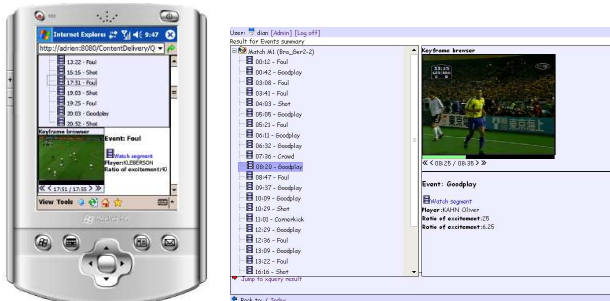 Internet Explorer 9:47
http://adrien:8080/ContentDelivery/Q
13:22 - Foul
16:16 - Shot
17:31 - Foul
19:03 - Shot
19:25 - Foul
20:03 - Goodplay
20:52 - Shot
Keyframe browser
Event: Foul
Watch segment
Player:KLEBERSON
Ratio of excitement:
17:51 / 17:55
View Tools
User: dian [Admin] [Log off]
Result for Events summary
Match M1 (Bra_Ger2-2)
00:12 - Foul
00:42 - Goodplay
03:08 - Foul
03:41 - Foul
04:03 - Shot
05:05 - Goodplay
05:21 - Foul
06:11 - Goodplay
06:32 - Goodplay
07:36 - Crowd
08:20 - Goodplay
08:47 - Foul
09:37 - Goodplay
10:09 - Goodplay
10:29 - Shot
11:01 - Cornerkick
12:29 - Goodplay
12:36 - Foul
13:09 - Goodplay
13:22 - Foul
16:16 - Shot
Jump to xquery result
Back to:
Keyframe browser
< 08:25 / 08:35 >
Event: Goodplay
Watch segment
Player:KAHN Oliver
Ratio of excitement:25
Ratio of excitement:6.25